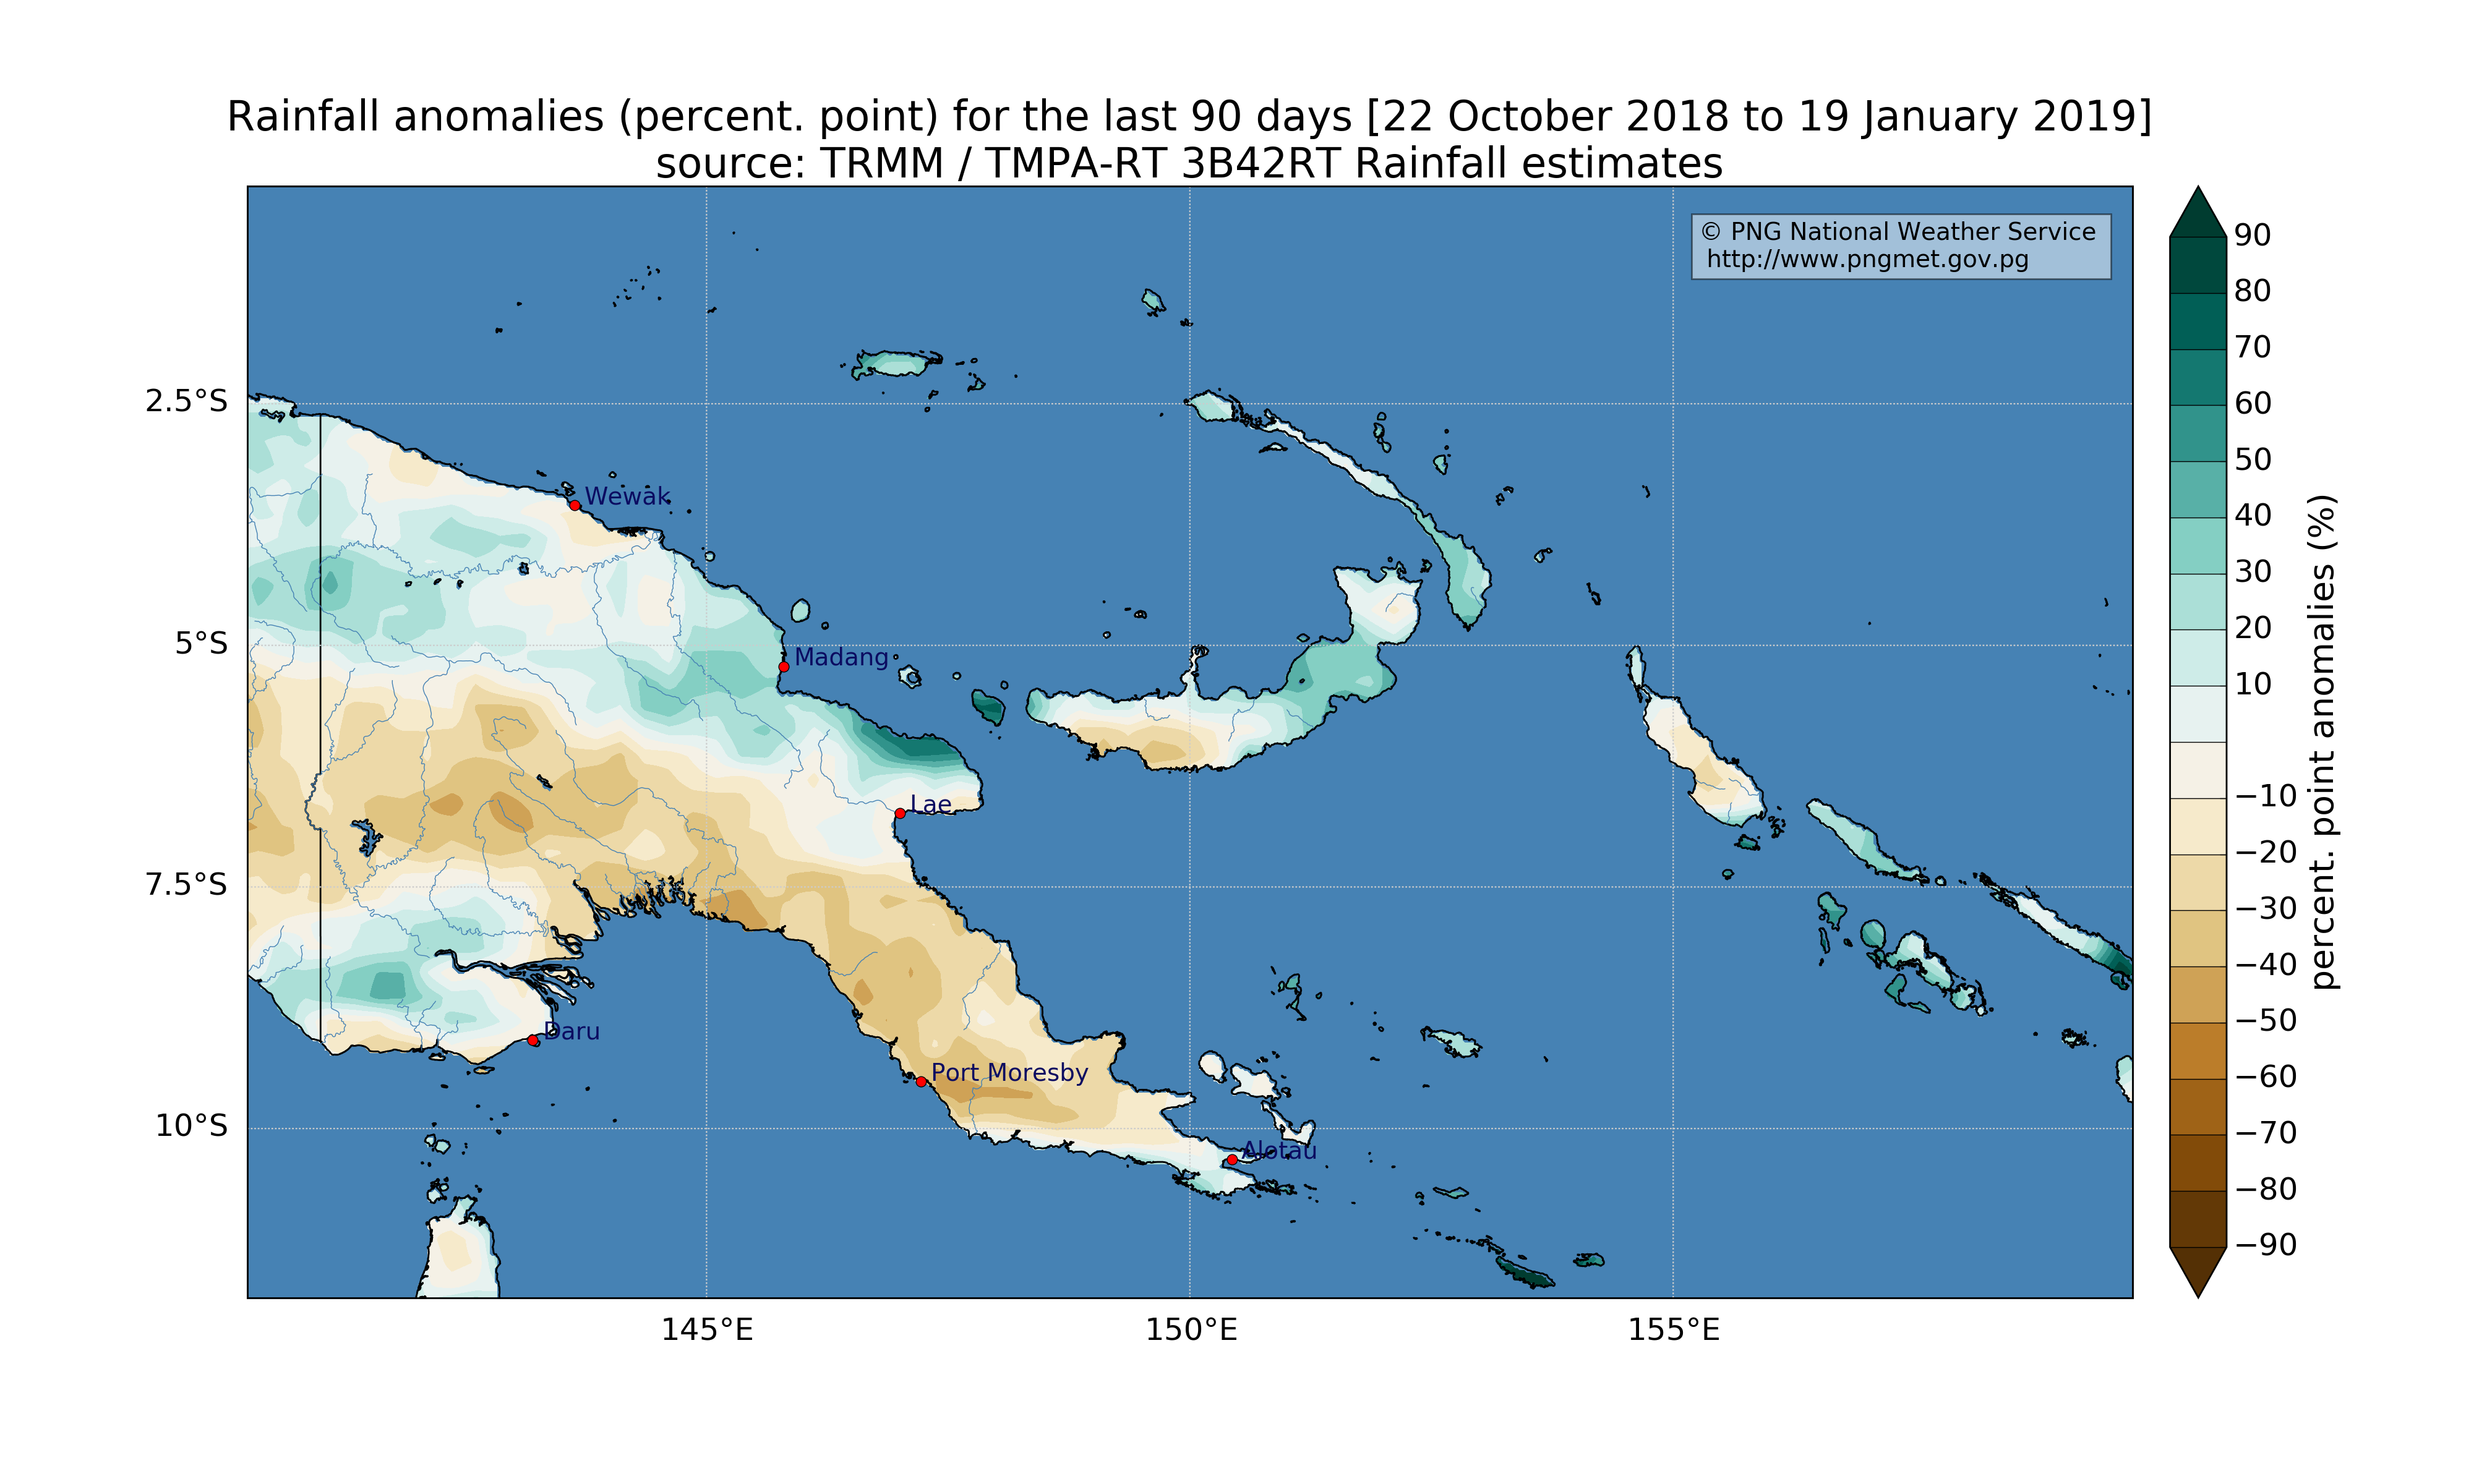 Rainfall anomalies (percent. point) for the last 90 days [22 October 2018 to 19 January 2019]
source: TRMM / TMPA-RT 3B42RT Rainfall estimates
© PNG National Weather Service
http://www.pngmet.gov.pg
2.5°S
5°S
7.5°S
10°S
Wewak
Madang
Lae
Daru
Port Moresby
Alotau
145°E
150°E
155°E
90
80
70
60
50
40
30
20
10
−10
−20
−30
−40
−50
−60
−70
−80
−90
percent. point anomalies (%)